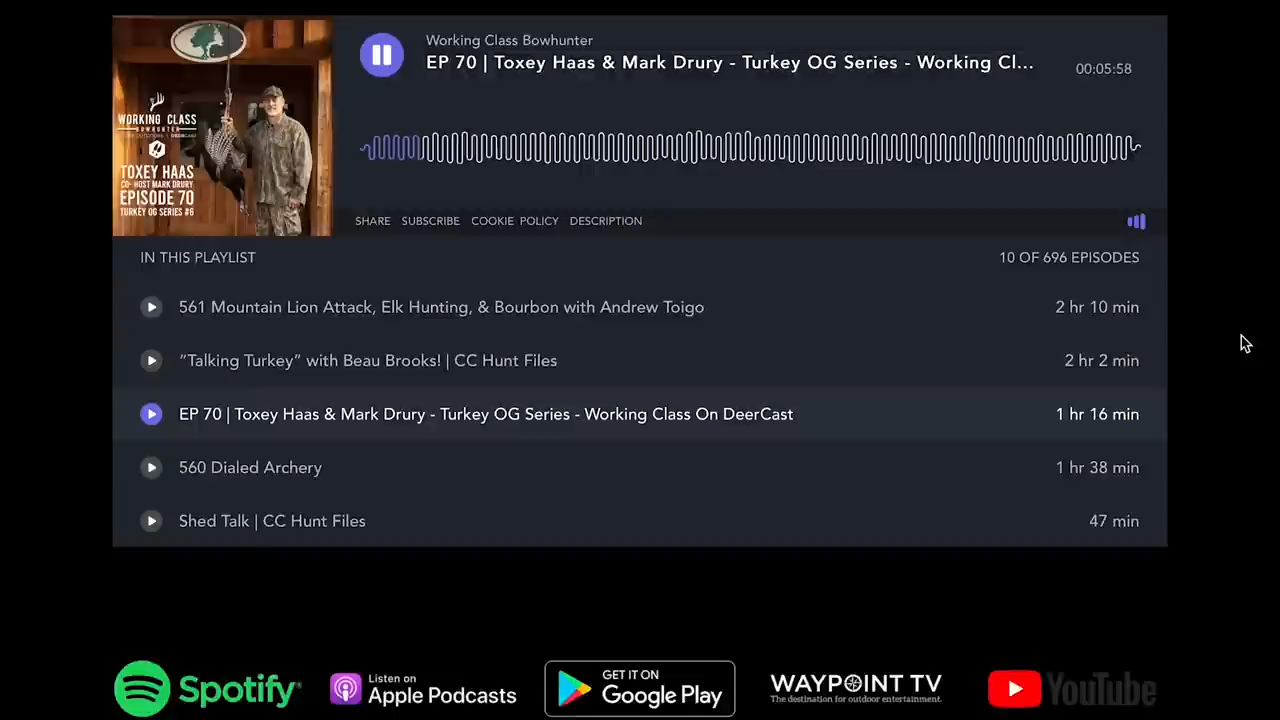 WORKING CLASS
BOWHUNTER
TOXEY HAAS
CO- HOST MARK DRURY
EPISODE 70
TURKEY OG SERIES #6
Working Class Bowhunter
EP 70 | Toxey Haas & Mark Drury - Turkey OG Series - Working Cl...
00:05:58
SHARE SUBSCRIBE COOKIE POLICY DESCRIPTION
IN THIS PLAYLIST
10 OF 696 EPISODES
561 Mountain Lion Attack, Elk Hunting, & Bourbon with Andrew Toigo
2 hr 10 min
“Talking Turkey” with Beau Brooks! | CC Hunt Files
2 hr 2 min
EP 70 | Toxey Haas & Mark Drury - Turkey OG Series - Working Class On DeerCast
1 hr 16 min
560 Dialed Archery
1 hr 38 min
Shed Talk | CC Hunt Files
47 min
Spotify
Listen on
Apple Podcasts
GET IT ON
Google Play
WAYPOINT TV
The destination for outdoor entertainment.
YouTube